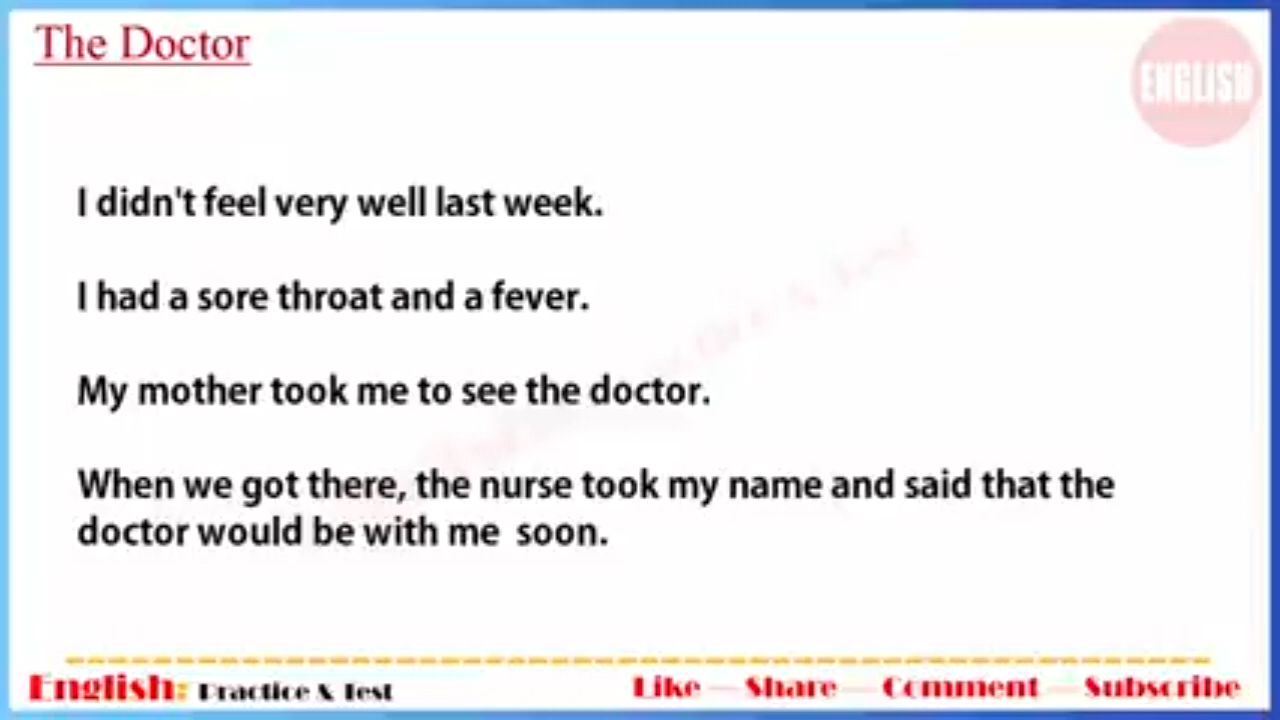 The Doctor
ENGLISH
I didn't feel very well last week.
I had a sore throat and a fever.
My mother took me to see the doctor.
When we got there, the nurse took my name and said that the
doctor would be with me  soon.
English: Practice & Test
Like — Share — Comment — Subscribe